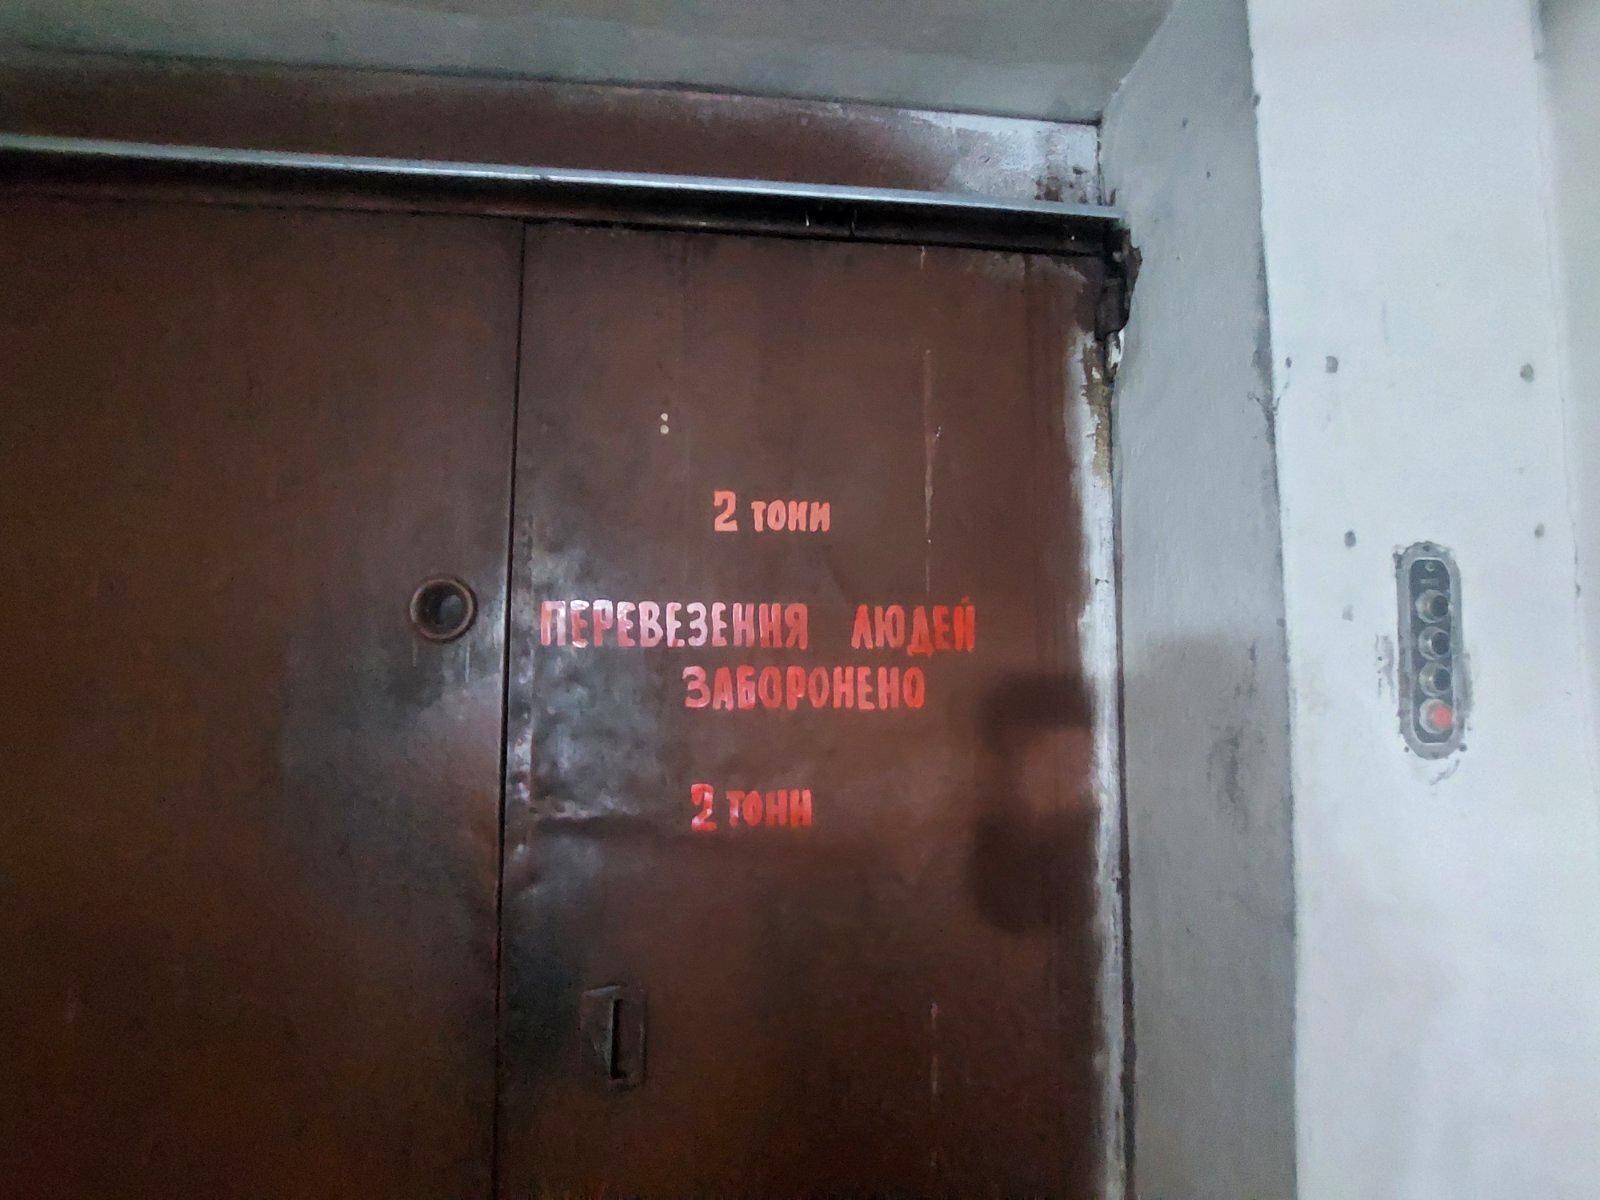 2 тони
ПЕРЕВЕЗЕННЯ ЛЮДЕЙ
ЗАБОРОНЕНО
2 тони